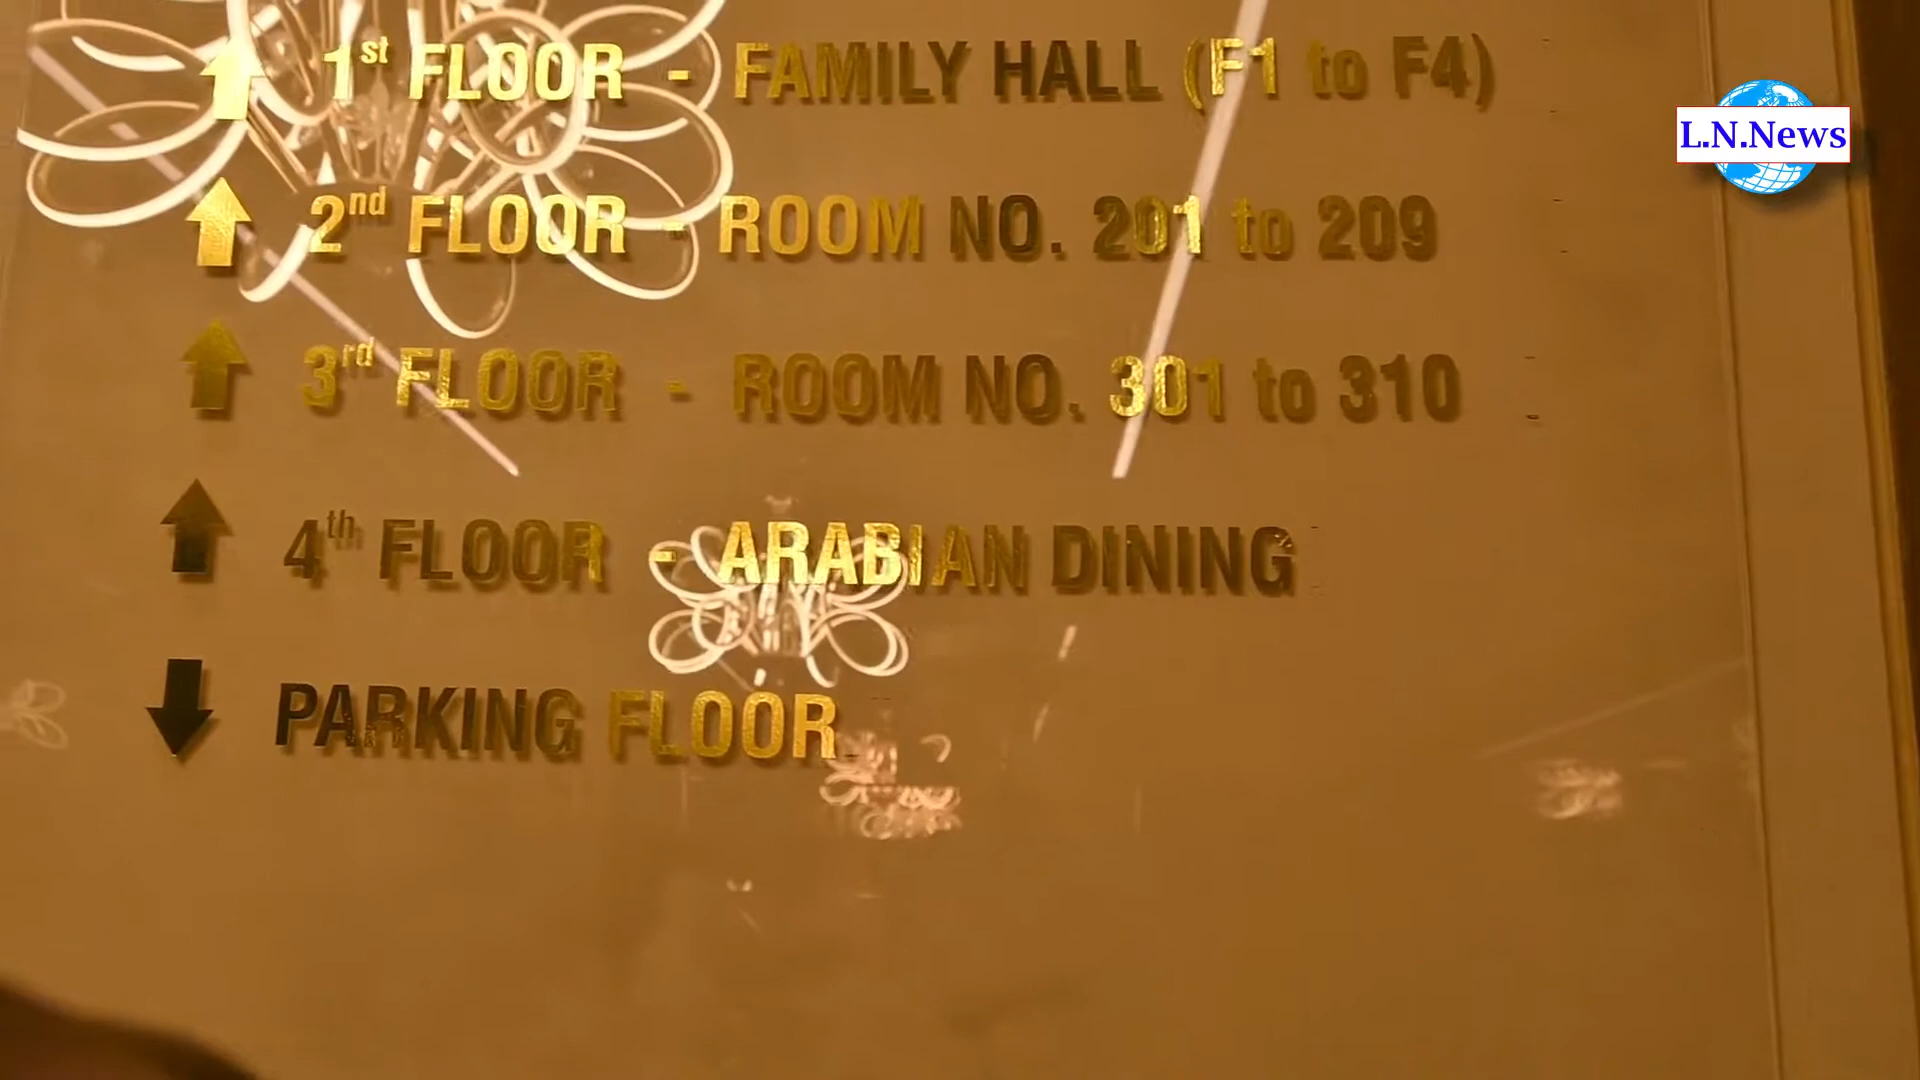 1st FLOOR - FAMILY HALL (F1 to F4)
L.N.News
2nd FLOOR - ROOM NO. 201 to 209
3rd FLOOR - ROOM NO. 301 to 310
4th FLOOR - ARABIAN DINING
PARKING FLOOR